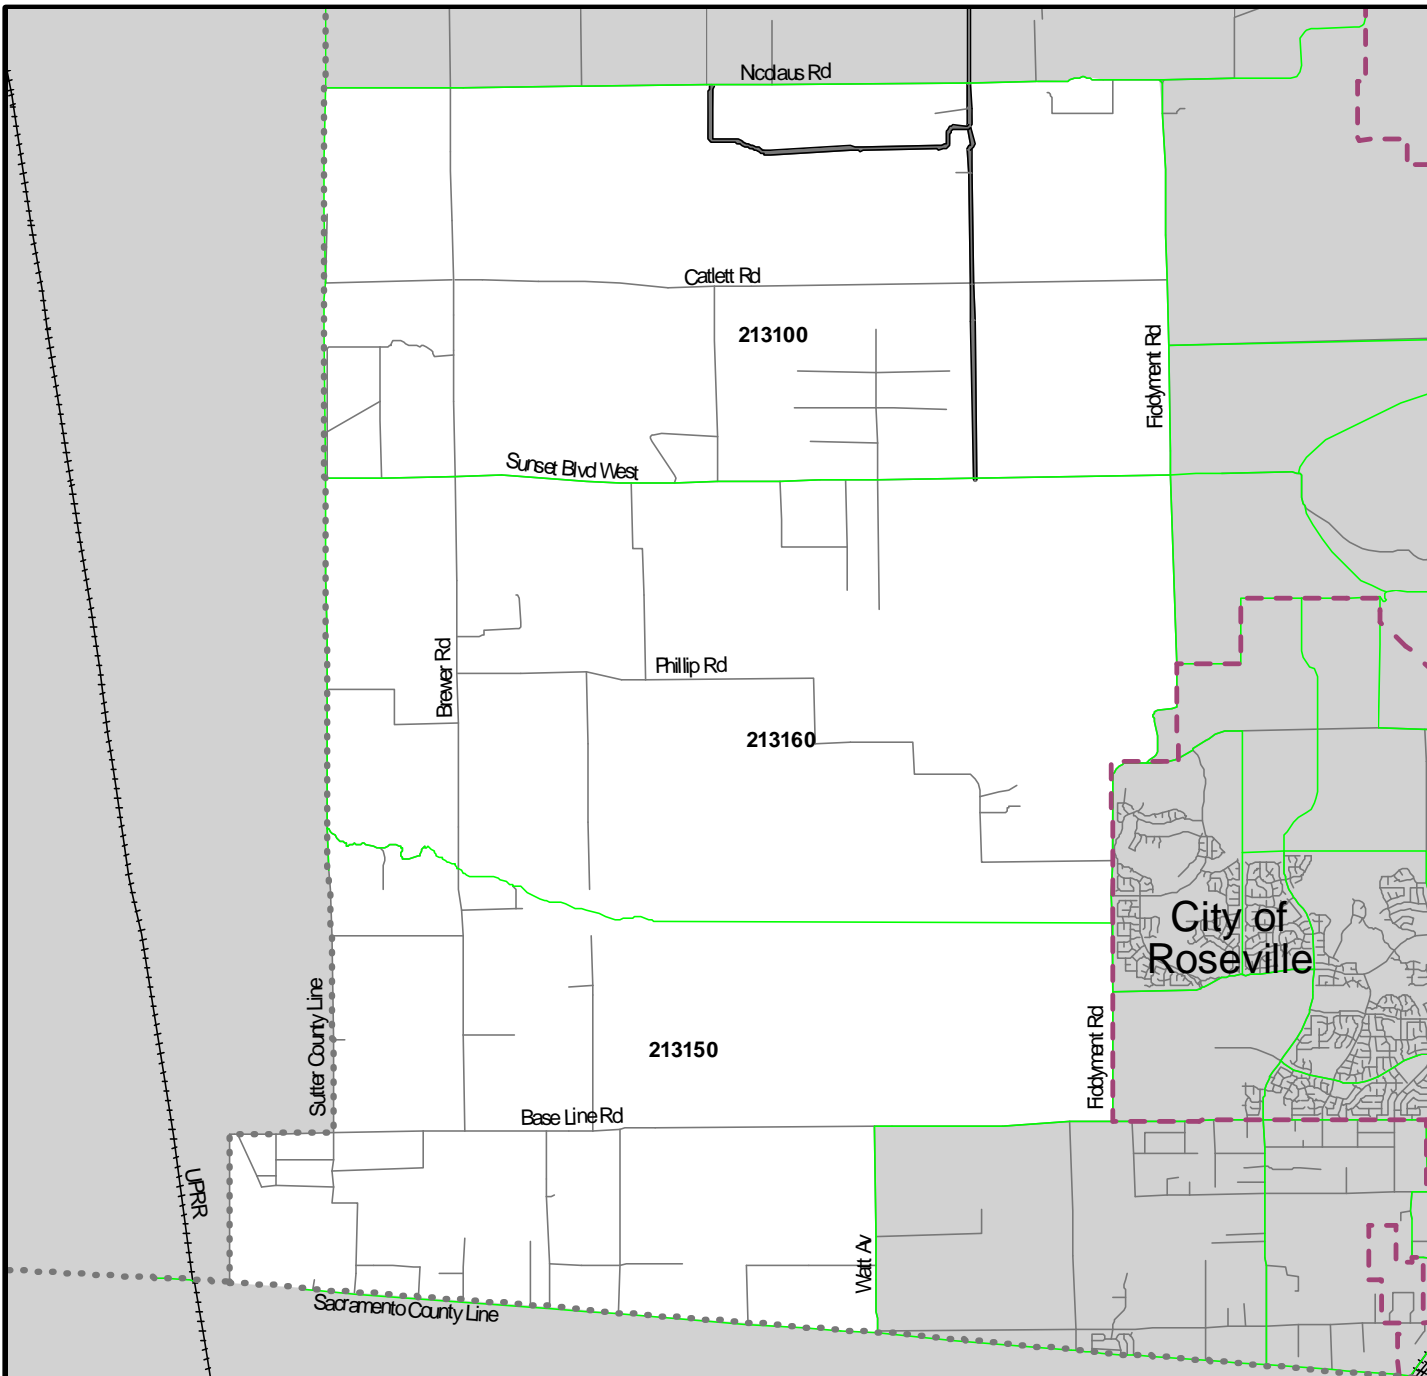 Nicolaus Rd
Catlett Rd
213100
Fiddyment Rd
Sunset Blvd West
Brewer Rd
Phillip Rd
213160
City of
Roseville
Sutter County Line
213150
Fiddyment Rd
Base Line Rd
UPRR
Watt Av
Sacramento County Line